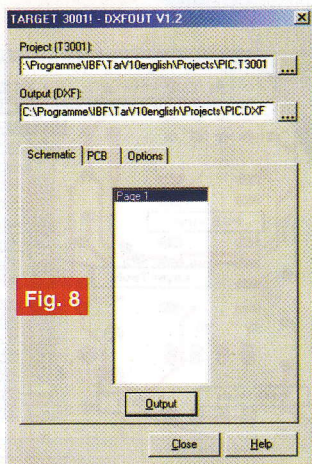 TARGET 3001! - DXFOUT V1.2
Project (T3001):
:\Programme\IBF\TarV10english\Projects\PIC.T3001
...
Output (DXF):
C:\Programme\IBF\TarV10english\Projects\PIC.DXF
...
Schematic PCB Options
Page 1
Fig. 8
Output
Close Help